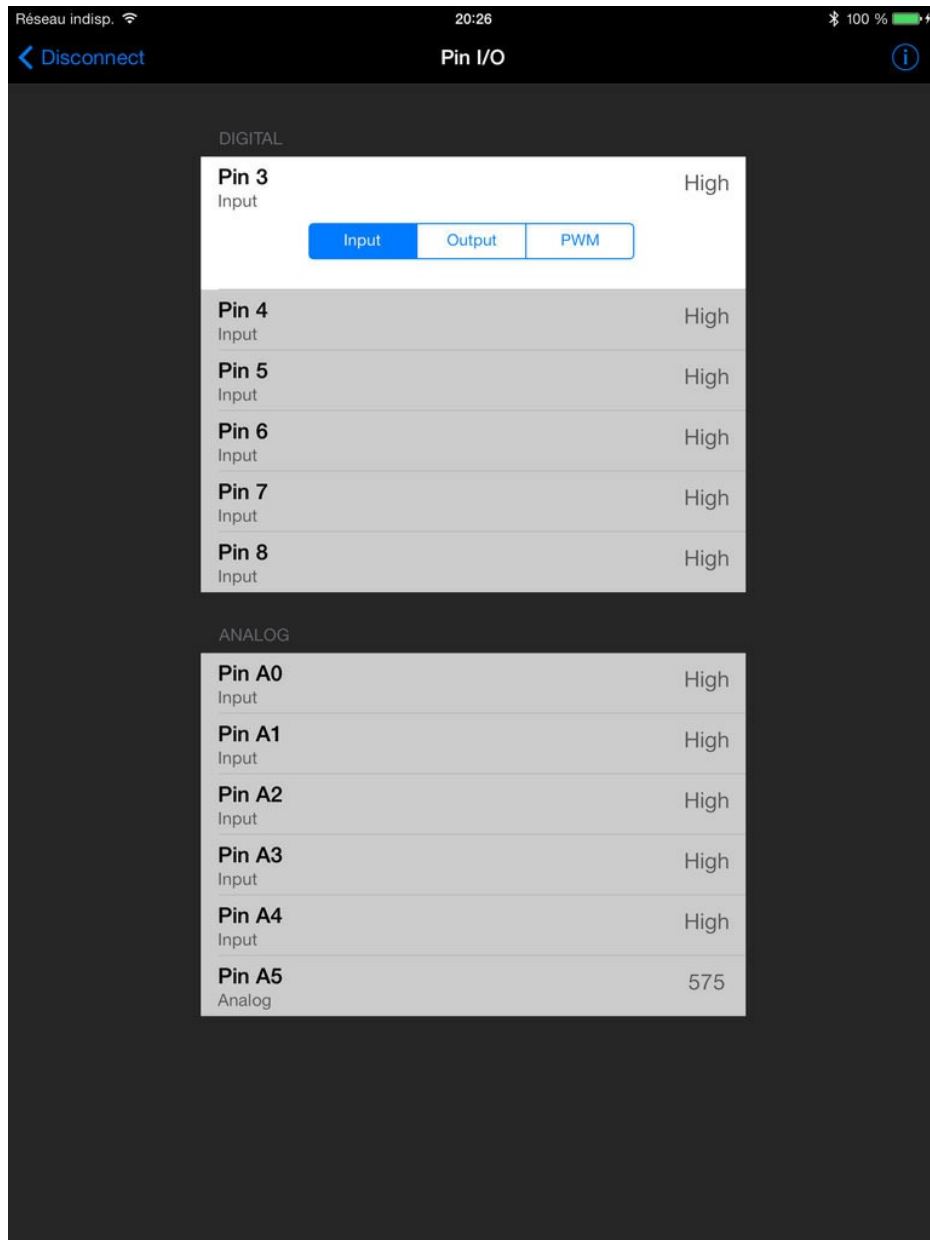 Réseau indisp. 20:26 100 %
Disconnect Pin I/O i
DIGITAL
Pin 3 High
Input
Input Output PWM
Pin 4 High
Input
Pin 5 High
Input
Pin 6 High
Input
Pin 7 High
Input
Pin 8 High
Input
ANALOG
Pin A0 High
Input
Pin A1 High
Input
Pin A2 High
Input
Pin A3 High
Input
Pin A4 High
Input
Pin A5 575
Analog